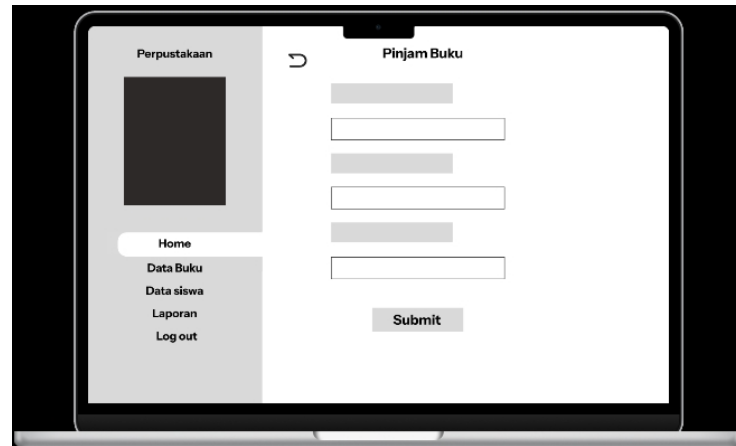 Perpustakaan
Home
Data Buku
Data siswa
Laporan
Log out
Pinjam Buku
Submit